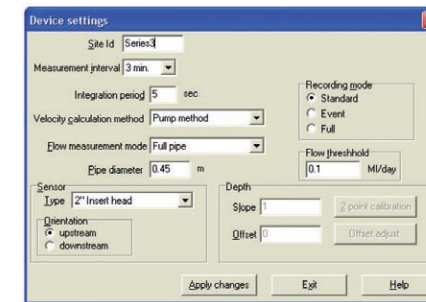 Device settings
Site Id Series3
Measurement interval 3 min.
Integration period 5 sec
Velocity calculation method Pump method
Flow measurement mode Full pipe
Pipe diameter 0.45 m
Recording mode
Standard
Event
Full
Flow threshhold
0.1 Ml/day
Sensor
Type 2" Insert head
Orientation
upstream
downstream
Depth
Slope 1 2 point calibration
Offset 0 Offset adjust
Apply changes Exit Help